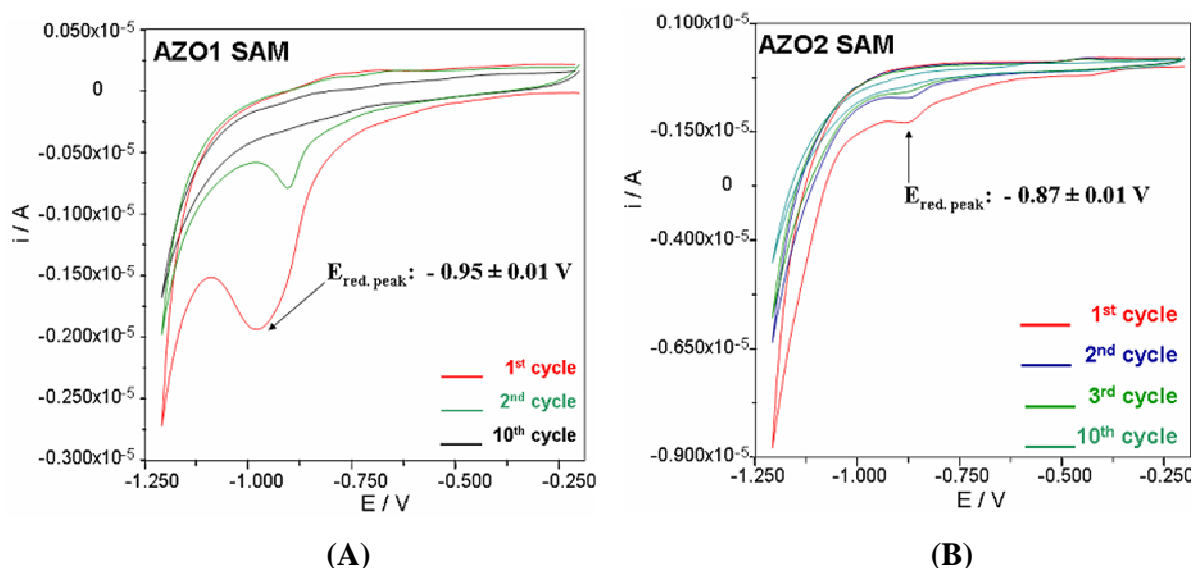 AZO1 SAM
0.050x10⁻⁵
0
-0.050x10⁻⁵
-0.100x10⁻⁵
-0.150x10⁻⁵
-0.200x10⁻⁵
-0.250x10⁻⁵
-0.300x10⁻⁵
i / A
E_red. peak: - 0.95 ± 0.01 V
1st cycle
2nd cycle
10th cycle
-1.250 -1.000 -0.750 -0.500 -0.250
E / V
(A)
AZO2 SAM
0.100x10⁻⁵
-0.150x10⁻⁵
0
-0.400x10⁻⁵
-0.650x10⁻⁵
-0.900x10⁻⁵
i / A
E_red. peak: - 0.87 ± 0.01 V
1st cycle
2nd cycle
3rd cycle
10th cycle
-1.250 -1.000 -0.750 -0.500 -0.250
E / V
(B)